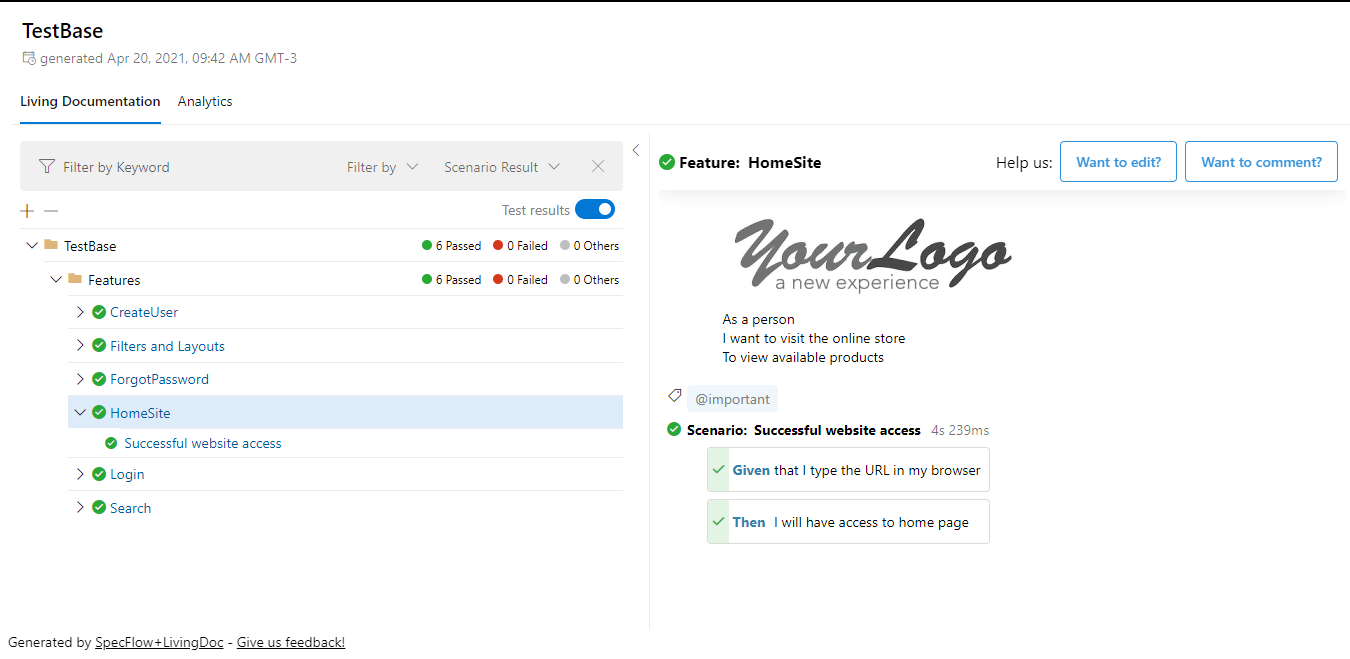 TestBase
generated Apr 20, 2021, 09:42 AM GMT-3
Living Documentation Analytics
Filter by Keyword Filter by Scenario Result
Test results
TestBase 6 Passed 0 Failed 0 Others
Features 6 Passed 0 Failed 0 Others
CreateUser
Filters and Layouts
ForgotPassword
HomeSite
Successful website access
Login
Search
Feature: HomeSite Help us: Want to edit? Want to comment?
YourLogo
a new experience
As a person
I want to visit the online store
To view available products
@important
Scenario: Successful website access 4s 239ms
Given that I type the URL in my browser
Then I will have access to home page
Generated by SpecFlow+LivingDoc - Give us feedback!